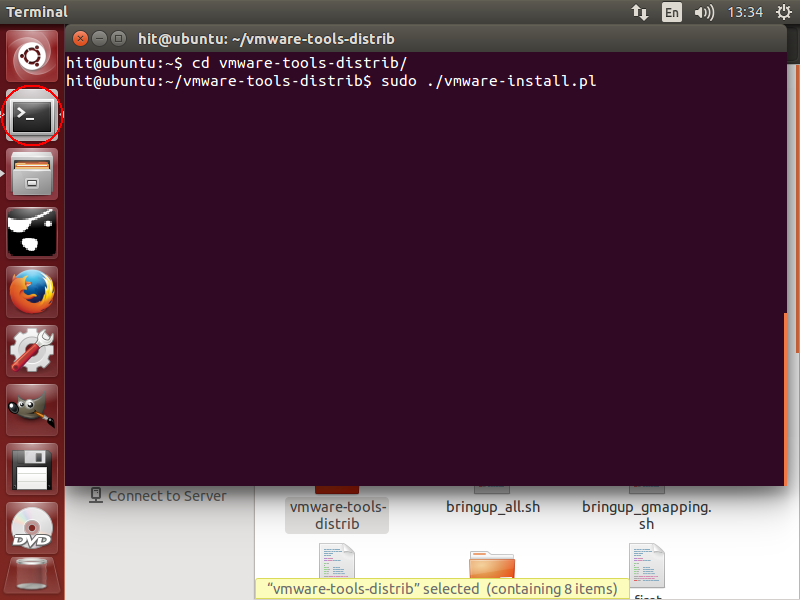 Terminal
En
13:34
hit@ubuntu: ~/vmware-tools-distrib
hit@ubuntu:~$ cd vmware-tools-distrib/
hit@ubuntu:~/vmware-tools-distrib$ sudo ./vmware-install.pl
>_
DVD
Connect to Server
vmware-tools-
distrib
bringup_all.sh
bringup_gmapping.
sh
“vmware-tools-distrib” selected (containing 8 items)